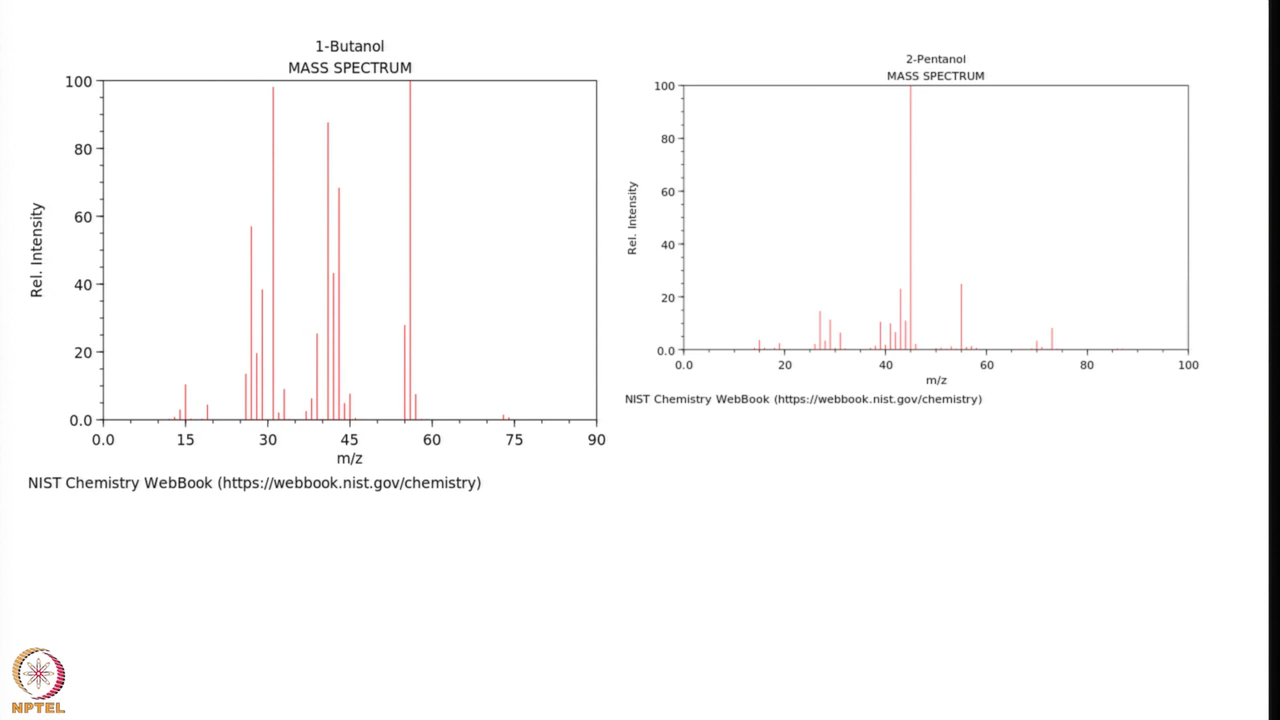 1-Butanol
MASS SPECTRUM
100
80
60
40
20
0.0
Rel. Intensity
0.0 15 30 45 60 75 90
m/z
NIST Chemistry WebBook (https://webbook.nist.gov/chemistry)
2-Pentanol
MASS SPECTRUM
100
80
60
40
20
0.0
Rel. Intensity
0.0 20 40 60 80 100
m/z
NIST Chemistry WebBook (https://webbook.nist.gov/chemistry)
NPTEL